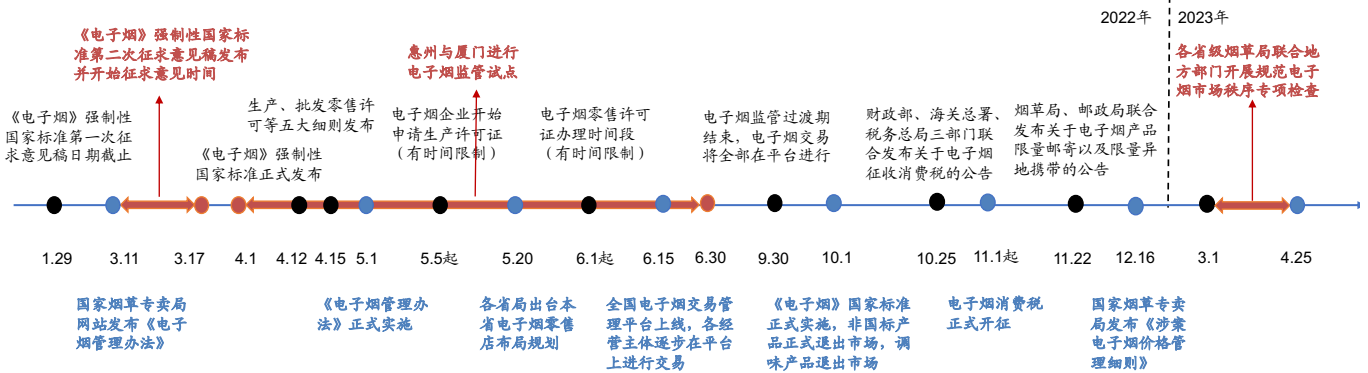 2022年
2023年
《电子烟》强制性国家标
准第二次征求意见稿发布
并开始征求意见时间
惠州与厦门进行
电子烟监管试点
各省级烟草局联合地
方部门开展规范电子
烟市场秩序专项检查
《电子烟》强制性
国家标准第一次征
求意见稿日期截止
《电子烟》强制性
国家标准正式发布
生产、批发零售许
可等五大细则发布
电子烟企业开始
申请生产许可证
（有时间限制）
电子烟零售许可
证办理时间段
（有时间限制）
电子烟监管过渡期
结束，电子烟交易
将全部在平台进行
财政部、海关总署、
税务总局三部门联
合发布关于电子烟
征收消费税的公告
烟草局、邮政局联合
发布关于电子烟产品
限量邮寄以及限量异
地携带的公告
1.29
3.11
3.17
4.1
4.12
4.15
5.1
5.5起
5.20
6.1起
6.15
6.30
9.30
10.1
10.25
11.1起
11.22
12.16
3.1
4.25
国家烟草专卖局
网站发布《电子
烟管理办法》
《电子烟管理办
法》正式实施
各省局出台本
省电子烟零售
店布局规划
全国电子烟交易管
理平台上线，各经
营主体逐步在平台
上进行交易
《电子烟》国家标准
正式实施，非国标产
品正式退出市场，调
味产品退出市场
电子烟消费税
正式开征
国家烟草专卖
局发布《涉案
电子烟价格管
理细则》